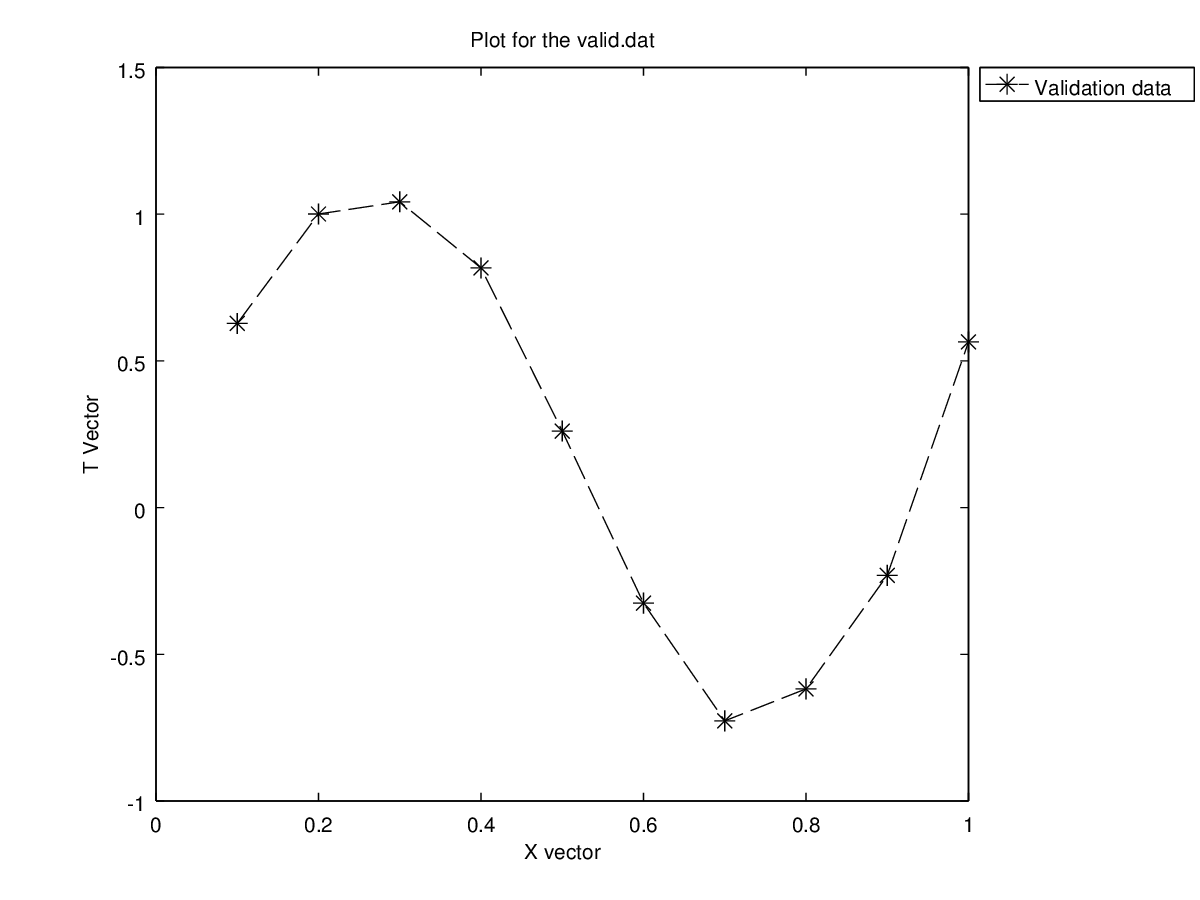 Plot for the valid.dat
Validation data
1.5
1
0.5
0
-0.5
-1
T Vector
0 0.2 0.4 0.6 0.8 1
X vector